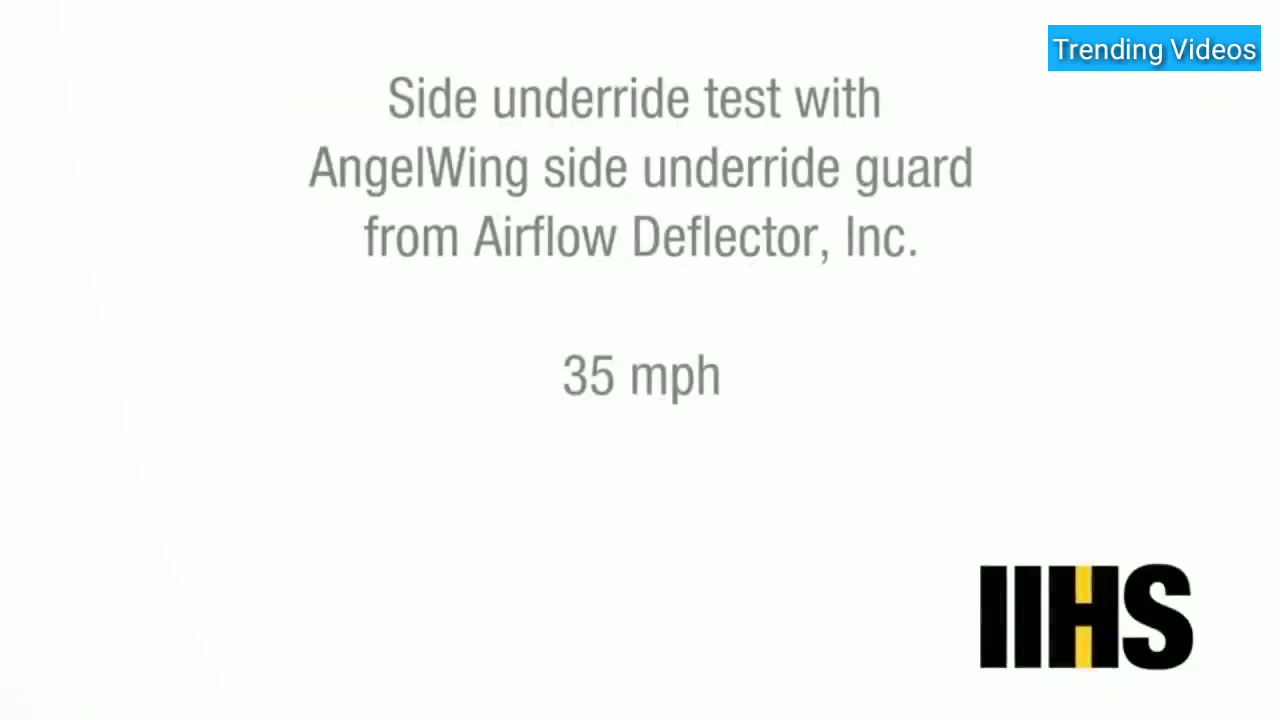 Trending Videos
Side underride test with
AngelWing side underride guard
from Airflow Deflector, Inc.
35 mph
IIHS